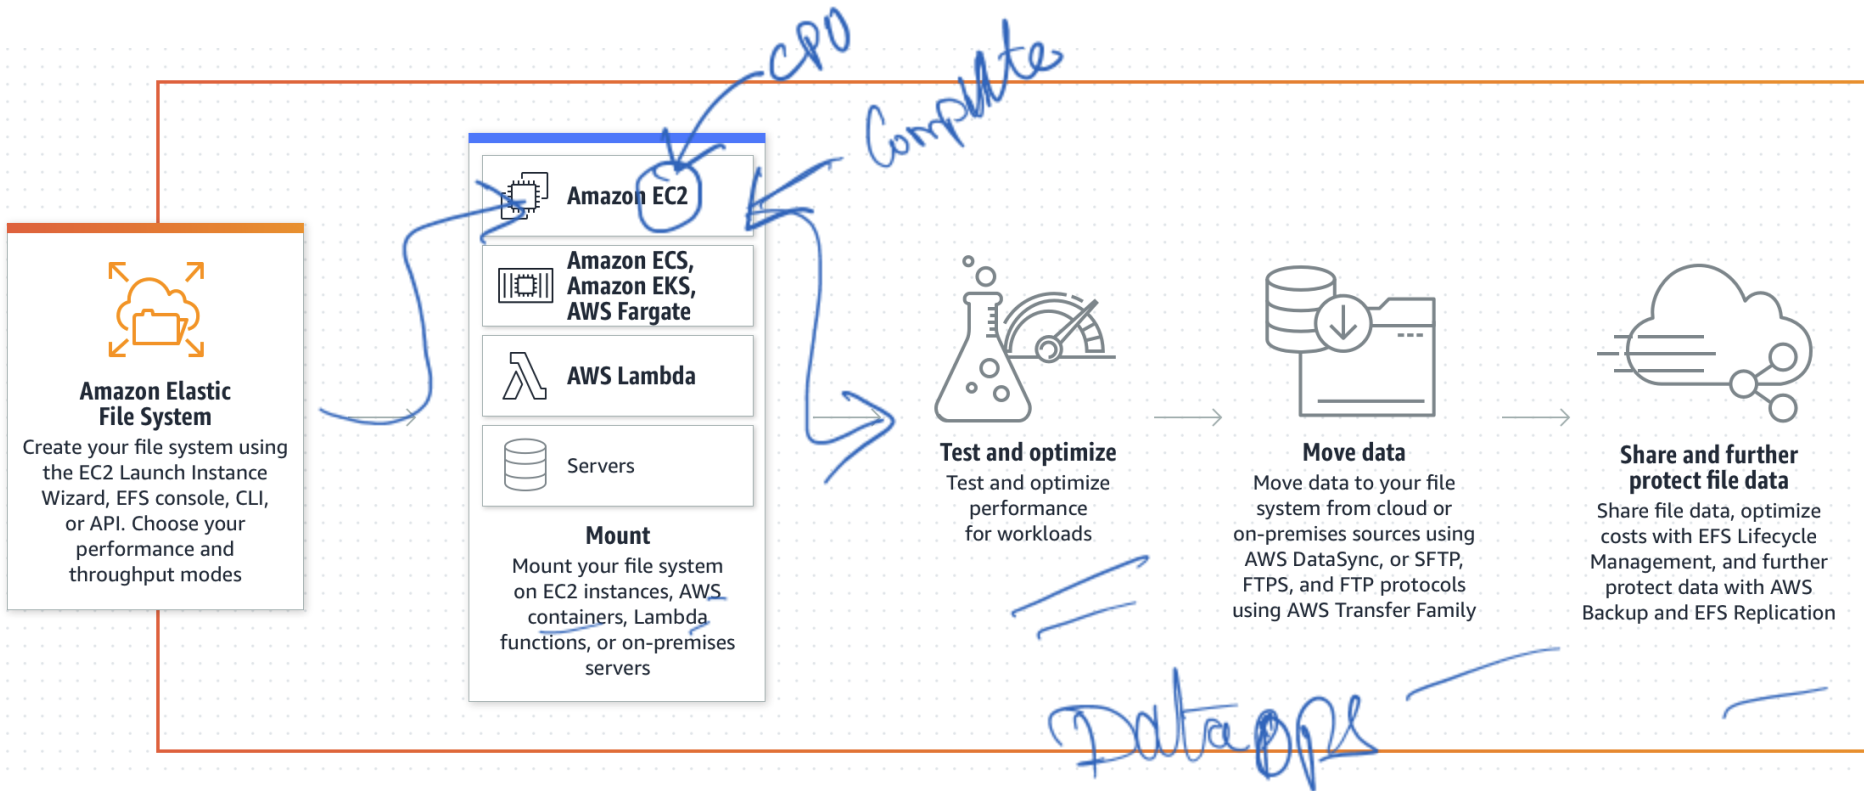 CPU
Compute
Amazon EC2
Amazon ECS,
Amazon EKS,
AWS Fargate
AWS Lambda
Servers
Mount
Mount your file system
on EC2 instances, AWS
containers, Lambda
functions, or on-premises
servers
Amazon Elastic
File System
Create your file system using
the EC2 Launch Instance
Wizard, EFS console, CLI,
or API. Choose your
performance and
throughput modes
Test and optimize
Test and optimize
performance
for workloads
Move data
Move data to your file
system from cloud or
on-premises sources using
AWS DataSync, or SFTP,
FTPS, and FTP protocols
using AWS Transfer Family
Share and further
protect file data
Share file data, optimize
costs with EFS Lifecycle
Management, and further
protect data with AWS
Backup and EFS Replication
Dataops